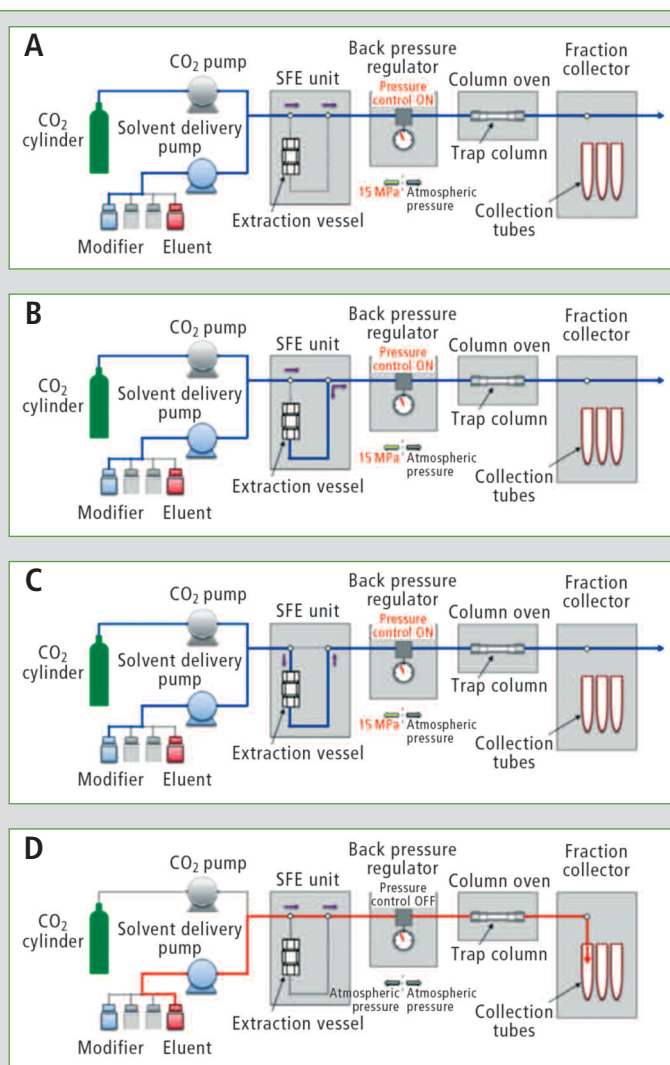 A
CO2 pump
SFE unit
Back pressure
regulator
Pressure
control ON
Column oven
Fraction
collector
CO2
cylinder
Solvent delivery
pump
Trap column
15 MPa
Atmospheric
pressure
Extraction vessel
Collection
tubes
Modifier
Eluent
B
CO2 pump
SFE unit
Back pressure
regulator
Pressure
control ON
Column oven
Fraction
collector
CO2
cylinder
Solvent delivery
pump
Trap column
15 MPa
Atmospheric
pressure
Extraction vessel
Collection
tubes
Modifier
Eluent
C
CO2 pump
SFE unit
Back pressure
regulator
Pressure
control ON
Column oven
Fraction
collector
CO2
cylinder
Solvent delivery
pump
Trap column
15 MPa
Atmospheric
pressure
Extraction vessel
Collection
tubes
Modifier
Eluent
D
CO2 pump
SFE unit
Back pressure
regulator
Pressure
control OFF
Column oven
Fraction
collector
CO2
cylinder
Solvent delivery
pump
Trap column
Atmospheric
pressure
Atmospheric
pressure
Extraction vessel
Collection
tubes
Modifier
Eluent